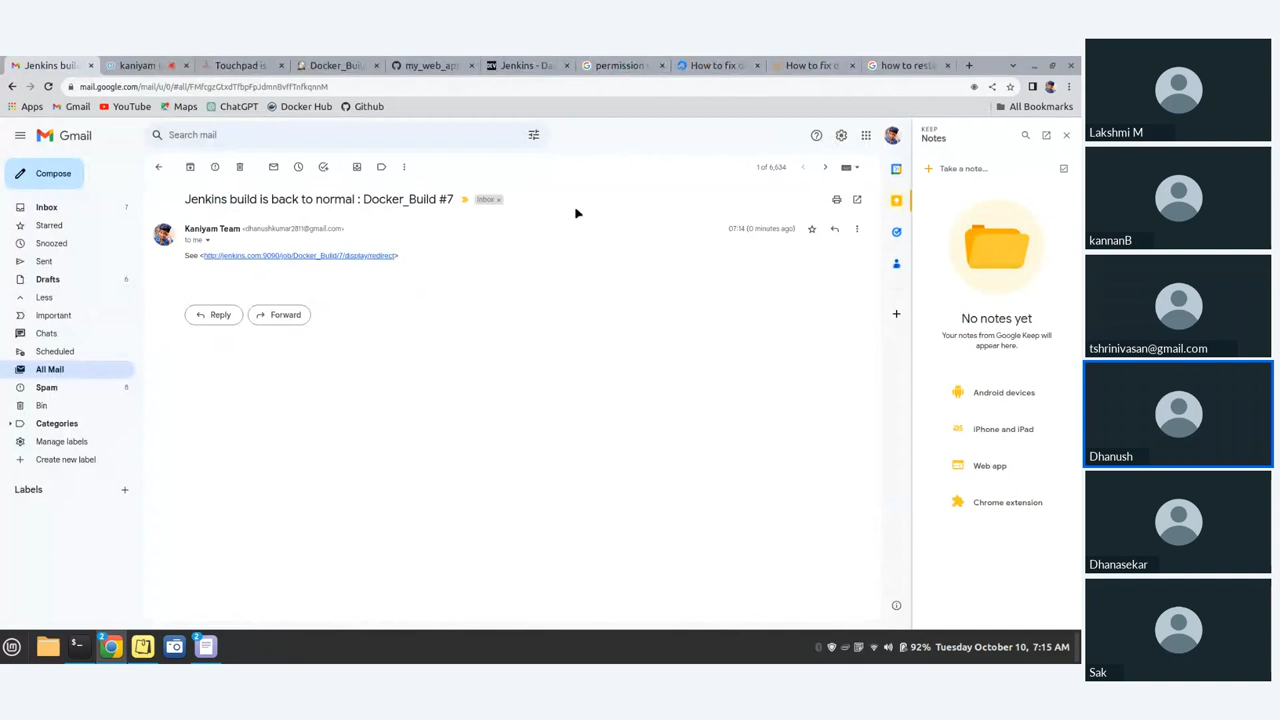 Jenkins buil
kaniyam
Touchpad is
Docker_Buil
my_web_ap
Jenkins - Da
permission
How to fix d
How to fix d
how to rest
mail.google.com/mail/u/0/#all/FMfcgzGtxdTfbpFpJdmnBvffTnfkqnnM
Apps
Gmail
YouTube
Maps
ChatGPT
Docker Hub
Github
All Bookmarks
Gmail
Search mail
KEEP
Notes
Compose
1 of 6,634
Take a note...
Jenkins build is back to normal : Docker_Build #7
Inbox ×
Inbox 7
Starred
Snoozed
Sent
Drafts 6
Less
Important
Chats
Scheduled
All Mail
Spam 8
Bin
Categories
Manage labels
Create new label
Labels
Kaniyam Team <dhanushkumar2811@gmail.com>
07:14 (0 minutes ago)
to me
See <http://jenkins.com:9090/job/Docker_Build/7/display/redirect>
Reply
Forward
No notes yet
Your notes from Google Keep will
appear here.
Android devices
iPhone and iPad
Web app
Chrome extension
2
2
92% Tuesday October 10, 7:15 AM
Lakshmi M
kannanB
tshrinivasan@gmail.com
Dhanush
Dhanasekar
Sak